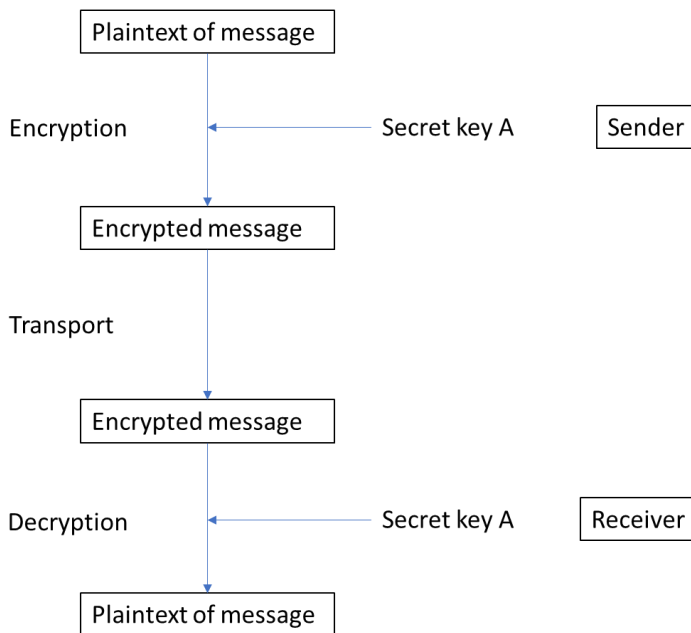 Plaintext of message
Encryption
Secret key A
Sender
Encrypted message
Transport
Encrypted message
Decryption
Secret key A
Receiver
Plaintext of message